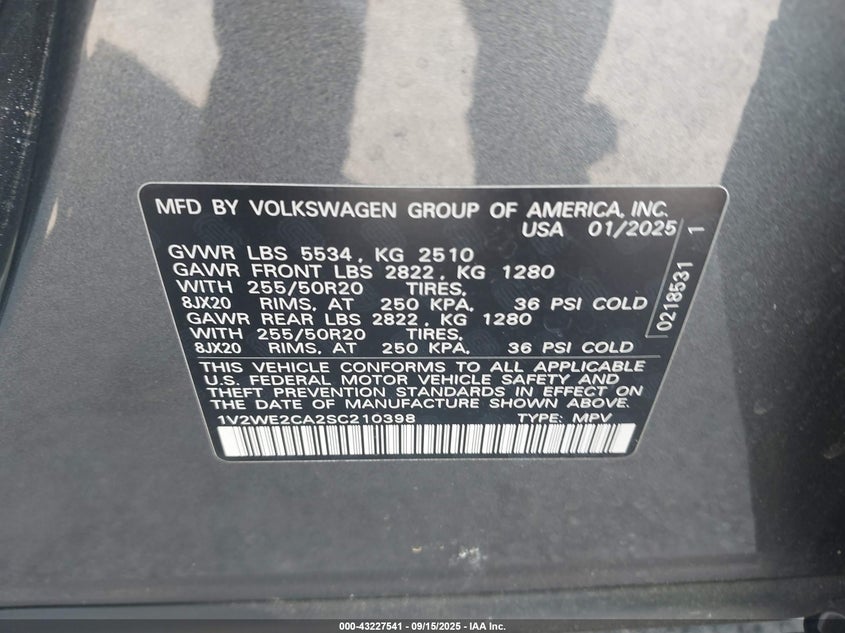 MFD BY VOLKSWAGEN GROUP OF AMERICA, INC.
USA 01/2025
GVWR LBS 5534, KG 2510
GAWR FRONT LBS 2822, KG 1280
WITH 255/50R20 TIRES,
8JX20 RIMS, AT 250 KPA, 36 PSI COLD
GAWR REAR LBS 2822, KG 1280
WITH 255/50R20 TIRES,
8JX20 RIMS, AT 250 KPA, 36 PSI COLD
THIS VEHICLE CONFORMS TO ALL APPLICABLE
U.S. FEDERAL MOTOR VEHICLE SAFETY AND
THEFT PREVENTION STANDARDS IN EFFECT ON
THE DATE OF MANUFACTURE SHOWN ABOVE.
1V2WE2CA2SC210398 TYPE: MPV
0218531 1
000-43227541 - 09/15/2025 - IAA Inc.